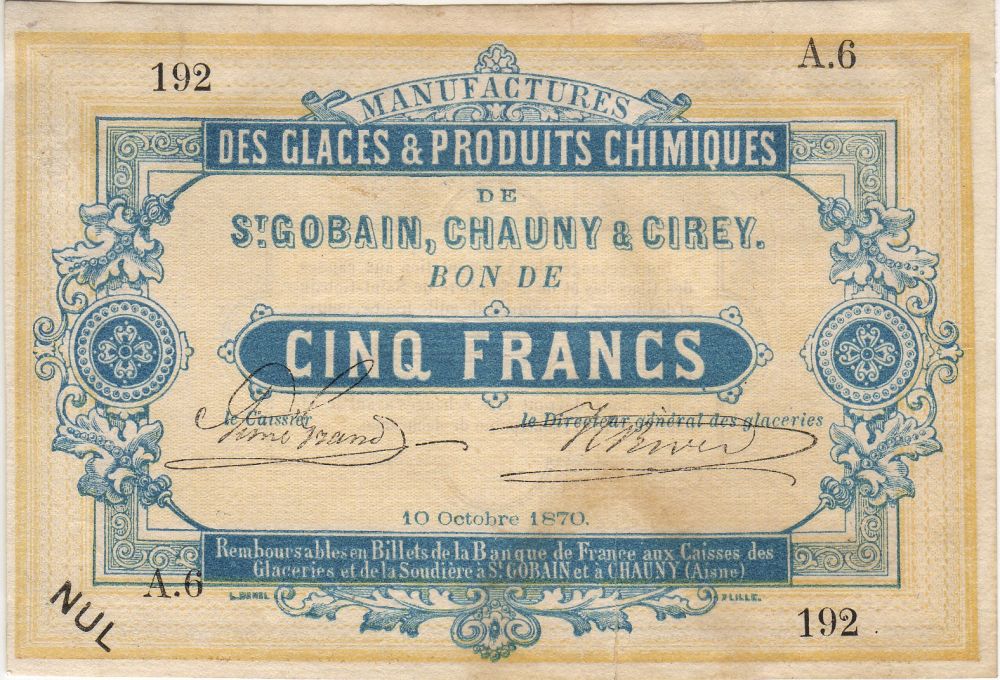 192
A.6
MANUFACTURES
DES GLACES & PRODUITS CHIMIQUES
DE
ST. GOBAIN, CHAUNY & CIREY.
BON DE
CINQ FRANCS
le Caissier
le Directeur général des glaceries
10 Octobre 1870.
Remboursables en Billets de la Banque de France aux Caisses des
Glaceries et de la Soudière à ST. GOBAIN et à CHAUNY (Aisne)
A.6
L. DANEL
LILLE.
NUL
192